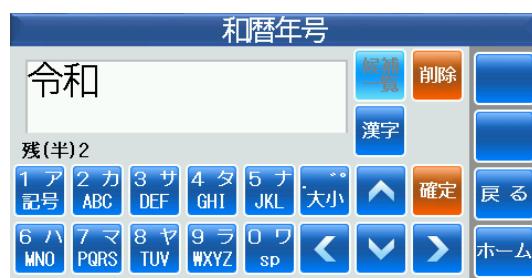 和暦年号
令和
候補一覧
削除
漢字
残(半)2
1 ア 記号
2 カ ABC
3 サ DEF
4 タ GHI
5 ナ JKL
゛゜大小
確定
戻る
6 ハ MNO
7 マ PQRS
8 ヤ TUV
9 ラ WXYZ
0 ワ sp
ホーム